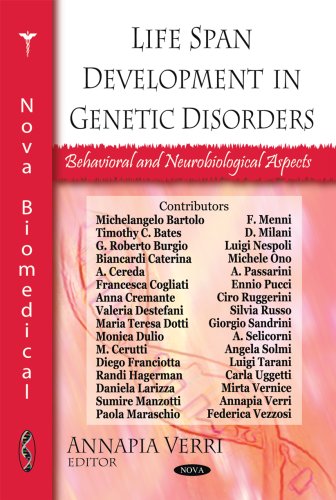 LIFE SPAN
DEVELOPMENT IN
GENETIC DISORDERS
Behavioral and Neurobiological Aspects
Nova Biomedical
Contributors
Michelangelo Bartolo
Timothy C. Bates
G. Roberto Burgio
Biancardi Caterina
A. Cereda
Francesca Cogliati
Anna Cremante
Valeria Destefani
Maria Teresa Dotti
Monica Dulio
M. Cerutti
Diego Franciotta
Randi Hagerman
Daniela Larizza
Sumire Manzotti
Paola Maraschio
F. Menni
D. Milani
Luigi Nespoli
Michele Ono
A. Passarini
Ennio Pucci
Ciro Ruggerini
Silvia Russo
Giorgio Sandrini
A. Selicorni
Angela Solmi
Luigi Tarani
Carla Uggetti
Mirta Vernice
Annapia Verri
Federica Vezzosi
ANNAPIA VERRI
EDITOR
NOVA